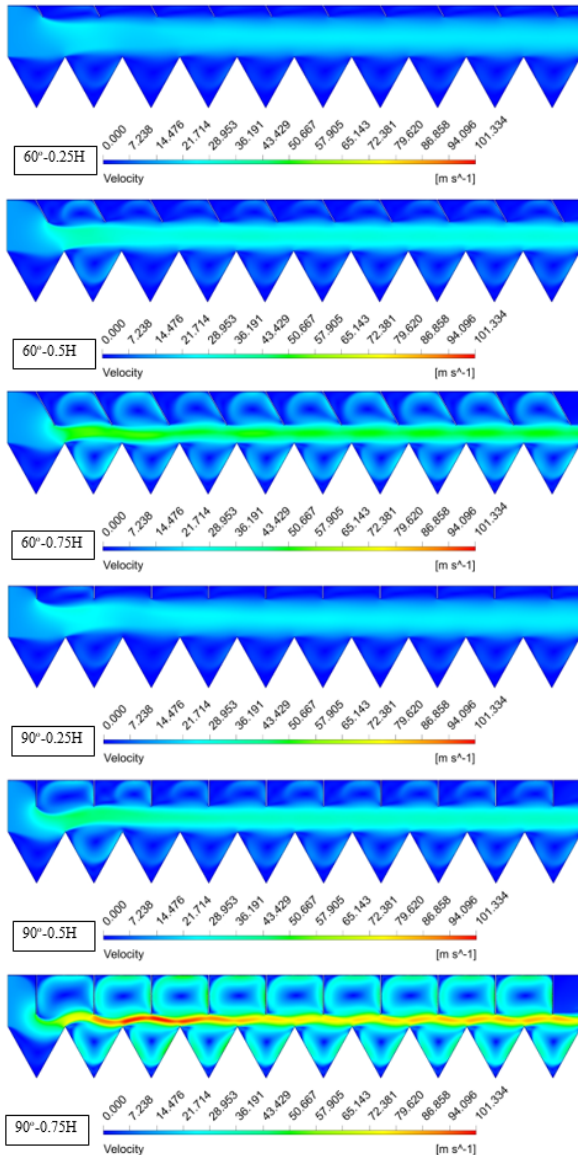 0.000 7.238 14.476 21.714 28.953 36.191 43.429 50.667 57.905 65.143 72.381 79.620 86.858 94.096 101.334
60°-0.25H
Velocity [m s^-1]
0.000 7.238 14.476 21.714 28.953 36.191 43.429 50.667 57.905 65.143 72.381 79.620 86.858 94.096 101.334
60°-0.5H
Velocity [m s^-1]
0.000 7.238 14.476 21.714 28.953 36.191 43.429 50.667 57.905 65.143 72.381 79.620 86.858 94.096 101.334
60°-0.75H
Velocity [m s^-1]
0.000 7.238 14.476 21.714 28.953 36.191 43.429 50.667 57.905 65.143 72.381 79.620 86.858 94.096 101.334
90°-0.25H
Velocity [m s^-1]
0.000 7.238 14.476 21.714 28.953 36.191 43.429 50.667 57.905 65.143 72.381 79.620 86.858 94.096 101.334
90°-0.5H
Velocity [m s^-1]
0.000 7.238 14.476 21.714 28.953 36.191 43.429 50.667 57.905 65.143 72.381 79.620 86.858 94.096 101.334
90°-0.75H
Velocity [m s^-1]